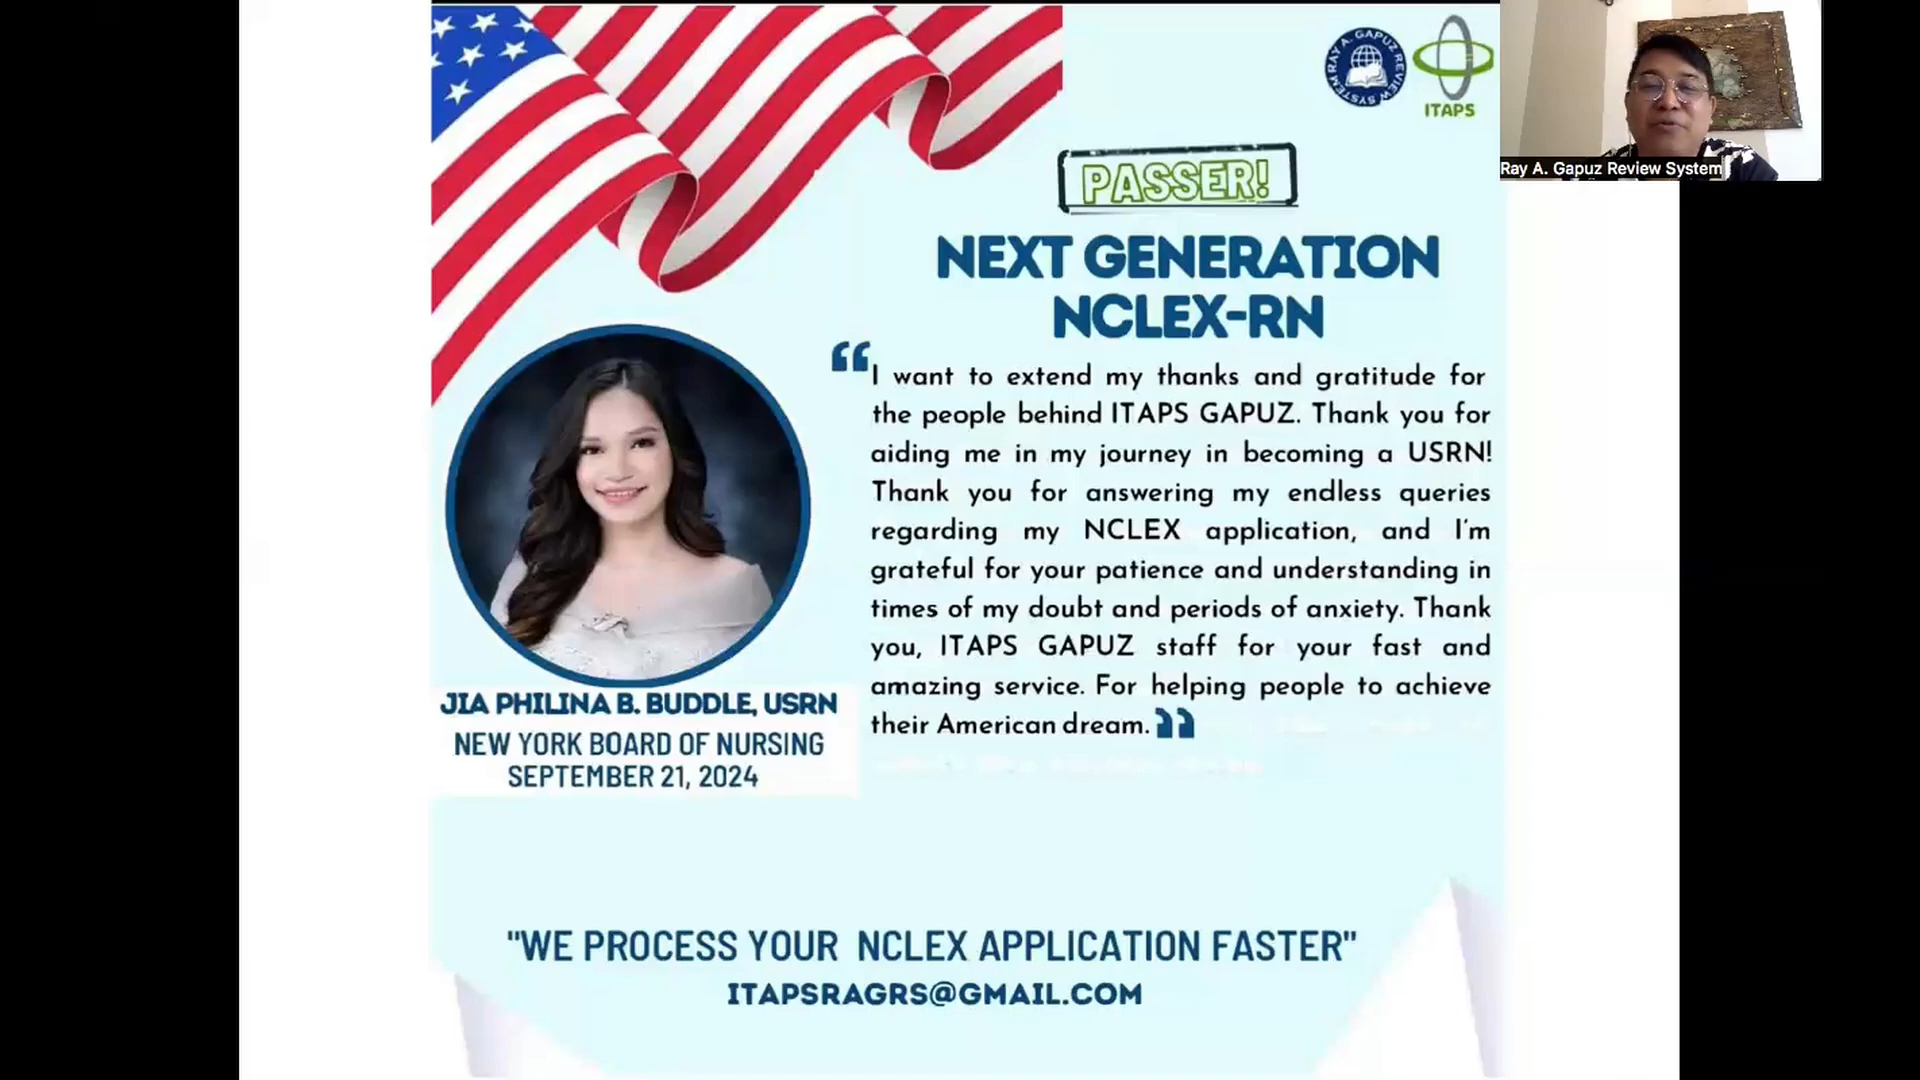 RAY A. GAPUZ REVIEW SYSTEM
ITAPS
Ray A. Gapuz Review System
PASSER!
NEXT GENERATION
NCLEX-RN
“I want to extend my thanks and gratitude for
the people behind ITAPS GAPUZ. Thank you for
aiding me in my journey in becoming a USRN!
Thank you for answering my endless queries
regarding my NCLEX application, and I'm
grateful for your patience and understanding in
times of my doubt and periods of anxiety. Thank
you, ITAPS GAPUZ staff for your fast and
amazing service. For helping people to achieve
their American dream.”
JIA PHILINA B. BUDDLE, USRN
NEW YORK BOARD OF NURSING
SEPTEMBER 21, 2024
"WE PROCESS YOUR NCLEX APPLICATION FASTER"
ITAPSRAGRS@GMAIL.COM